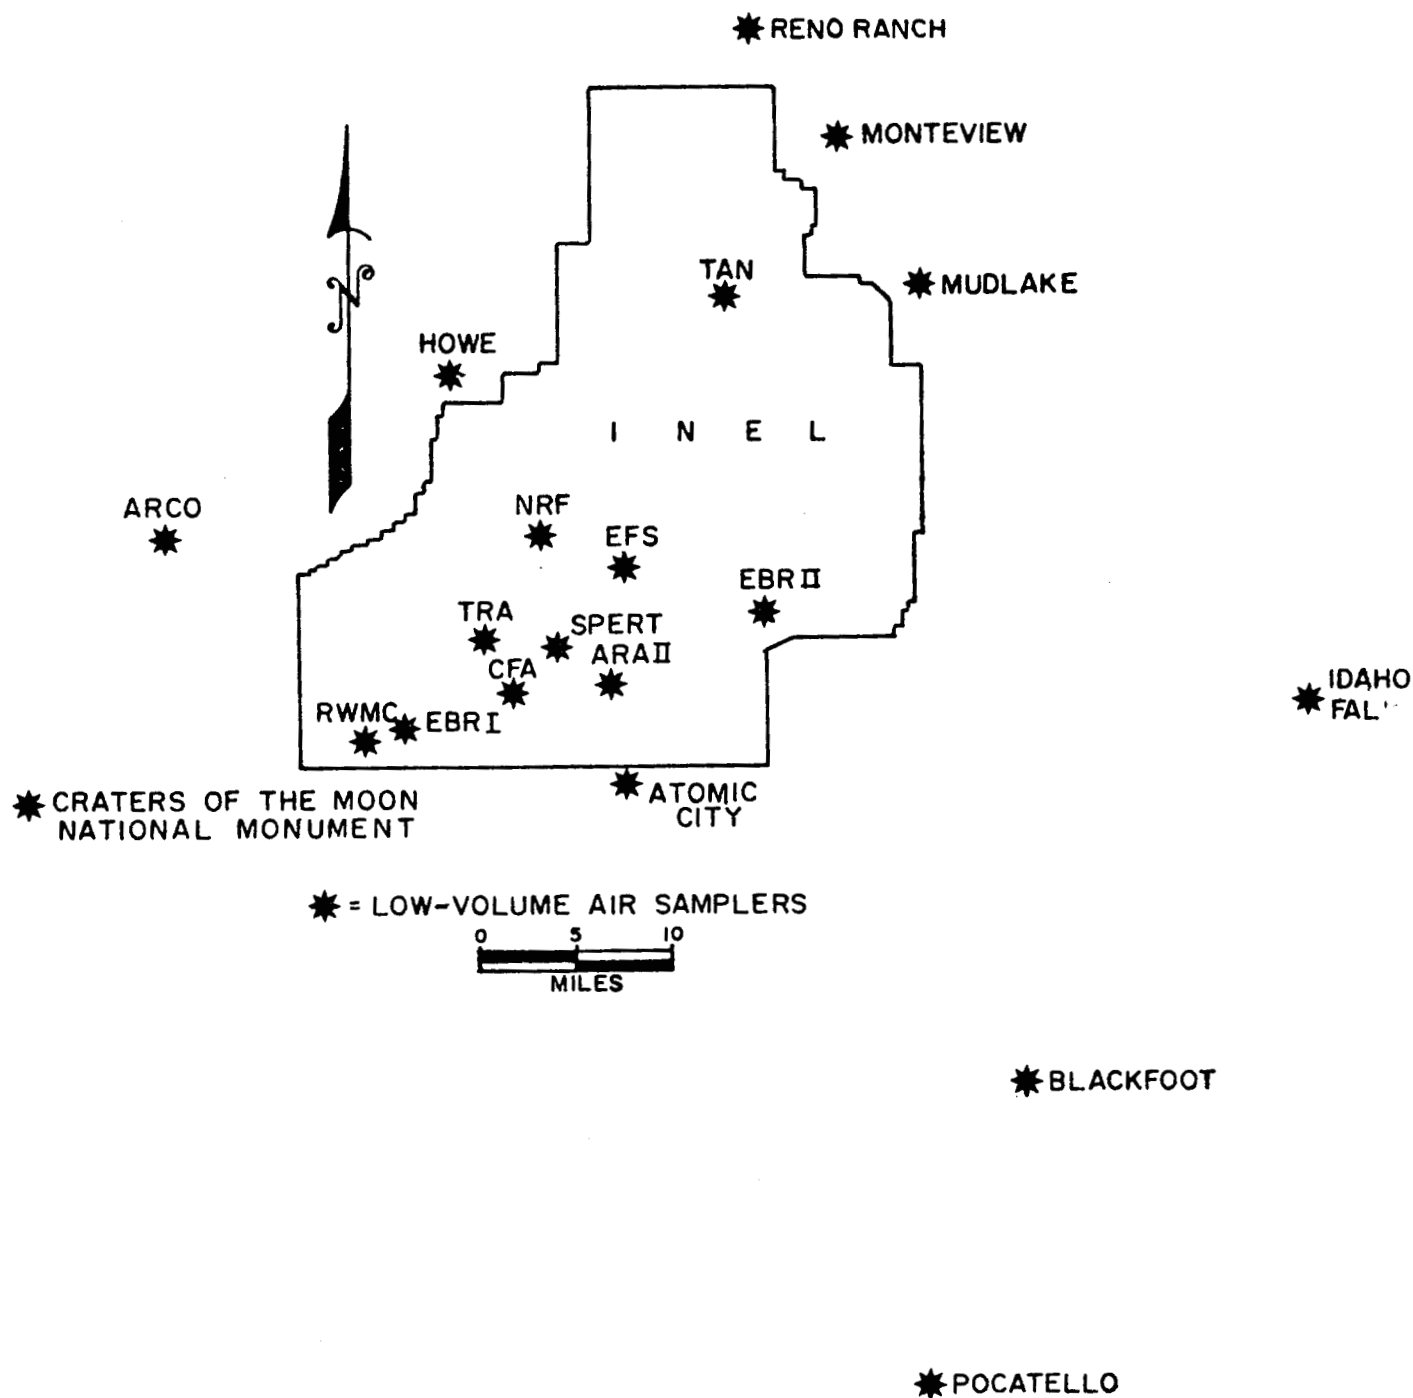 RENO RANCH
MONTEVIEW
N
TAN
MUDLAKE
HOWE
I N E L
ARCO
NRF
EFS
EBR II
TRA
SPERT
ARA II
CFA
RWMC
EBR I
IDAHO
ATOMIC
CITY
CRATERS OF THE MOON
NATIONAL MONUMENT
= LOW-VOLUME AIR SAMPLERS
0 5 10
MILES
BLACKFOOT
POCATELLO